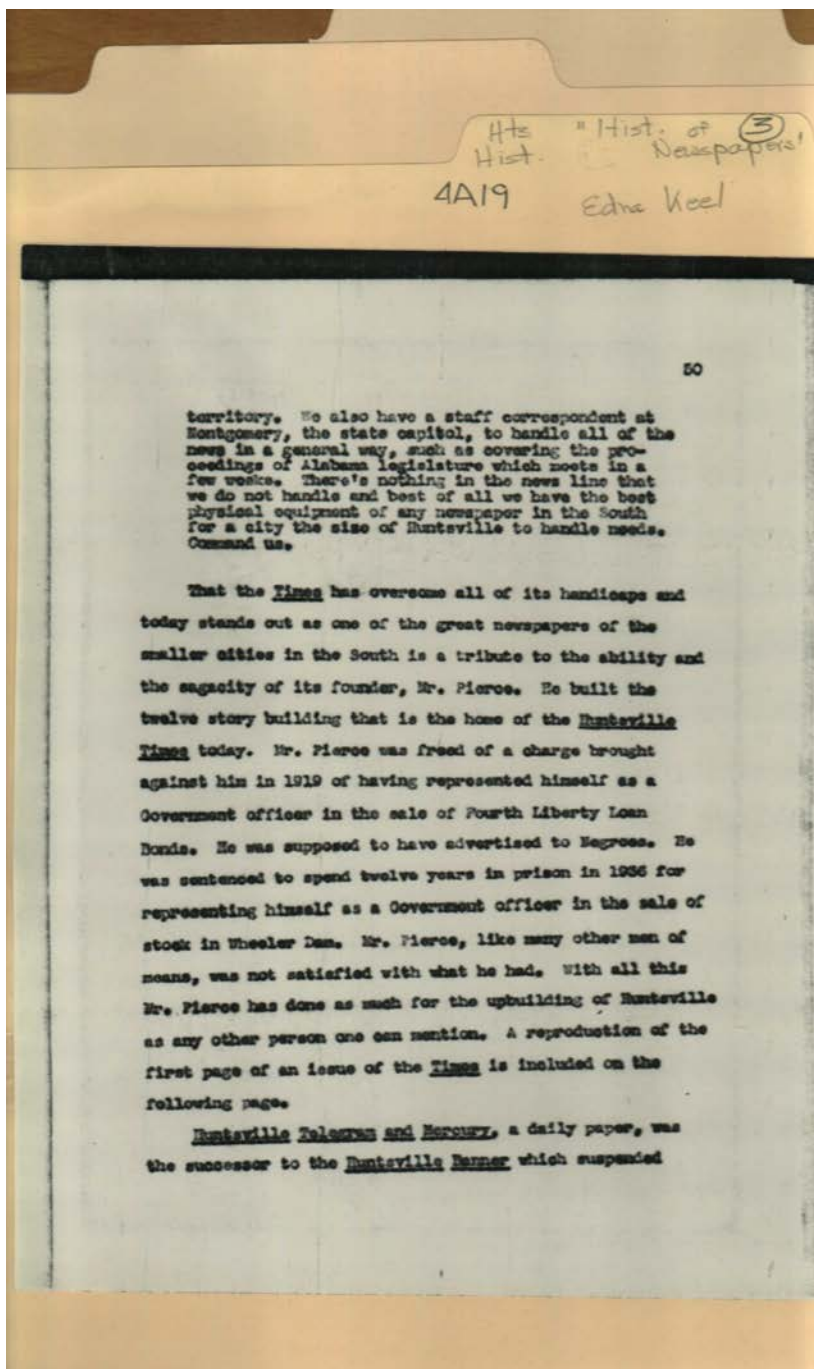 Hts "Hist. of ③
Hist. Newspapers"
4A19 Edna Keel
50
territory. We also have a staff correspondent at
Montgomery, the state capitol, to handle all of the
news in a general way, such as covering the pro-
ceedings of Alabama legislature which meets in a
few weeks. There's nothing in the news line that
we do not handle and best of all we have the best
physical equipment of any newspaper in the South
for a city the size of Huntsville to handle needs.
Command us.
That the Times has overcome all of its handicaps and
today stands out as one of the great newspapers of the
smaller cities in the South is a tribute to the ability and
the sagacity of its founder, Mr. Pierce. He built the
twelve story building that is the home of the Huntsville
Times today. Mr. Pierce was freed of a charge brought
against him in 1919 of having represented himself as a
Government officer in the sale of Fourth Liberty Loan
Bonds. He was supposed to have advertised to Negroes. He
was sentenced to spend twelve years in prison in 1936 for
representing himself as a Government officer in the sale of
stock in Wheeler Dam. Mr. Pierce, like many other men of
means, was not satisfied with what he had. With all this
Mr. Pierce has done as much for the upbuilding of Huntsville
as any other person one can mention. A reproduction of the
first page of an issue of the Times is included on the
following page.
Huntsville Telegram and Mercury, a daily paper, was
the successor to the Huntsville Banner which suspended